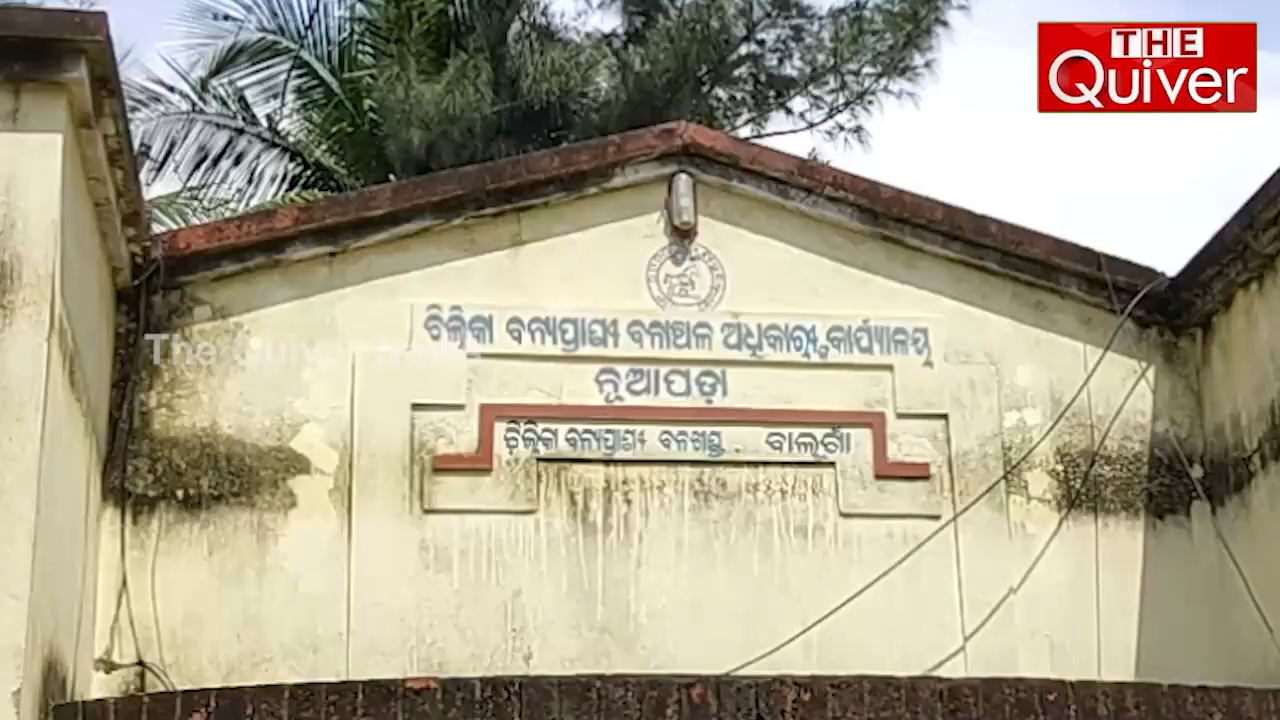 THE
Quiver
ଚିଲିକା ବନ୍ୟପ୍ରାଣୀ ବନାଞ୍ଚଳ ଅଧିକାରୀଙ୍କ କାର୍ଯ୍ୟାଳୟ
ନୂଆପଡ଼ା
ଚିଲିକା ବନ୍ୟପ୍ରାଣୀ ବନଖଣ୍ଡ . ବାଲୁଗାଁ